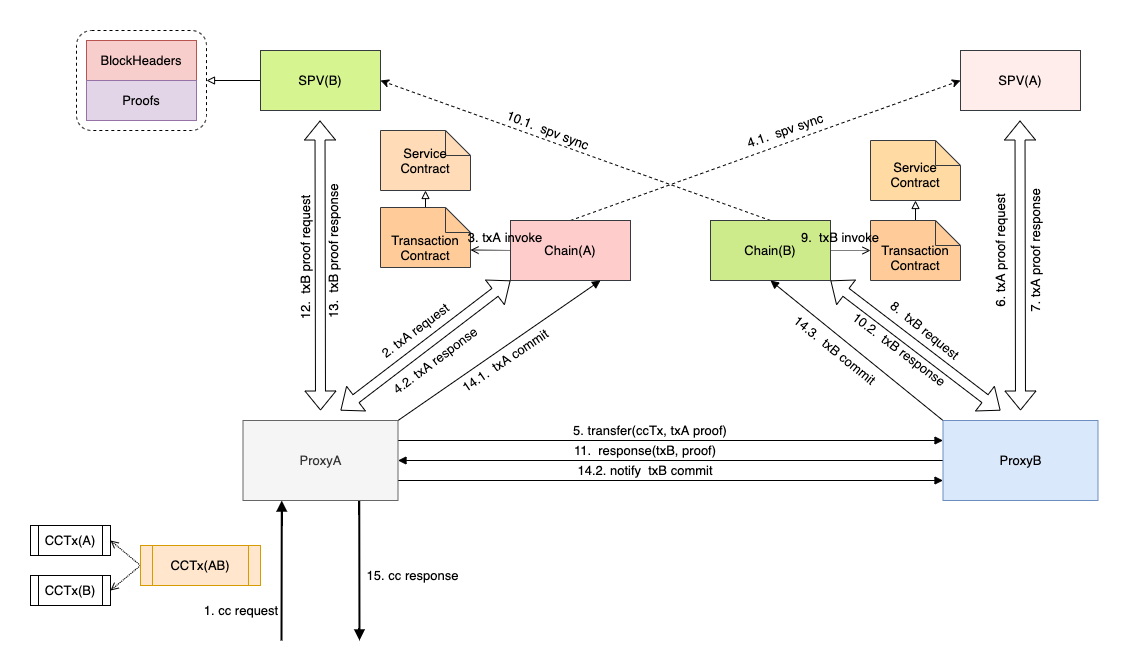 BlockHeaders
Proofs
SPV(B)
SPV(A)
10.1. spv sync
4.1. spv sync
Service
Contract
Transaction
Contract
3. txA invoke
Chain(A)
Chain(B)
9. txB invoke
Service
Contract
Transaction
Contract
12. txB proof request
13. txB proof response
6. txA proof request
7. txA proof response
2. txA request
4.2. txA response
14.1. txA commit
14.3. txB commit
8. txB request
10.2. txB response
ProxyA
5. transfer(ccTx, txA proof)
11. response(txB, proof)
14.2. notify txB commit
ProxyB
CCTx(A)
CCTx(B)
CCTx(AB)
1. cc request
15. cc response